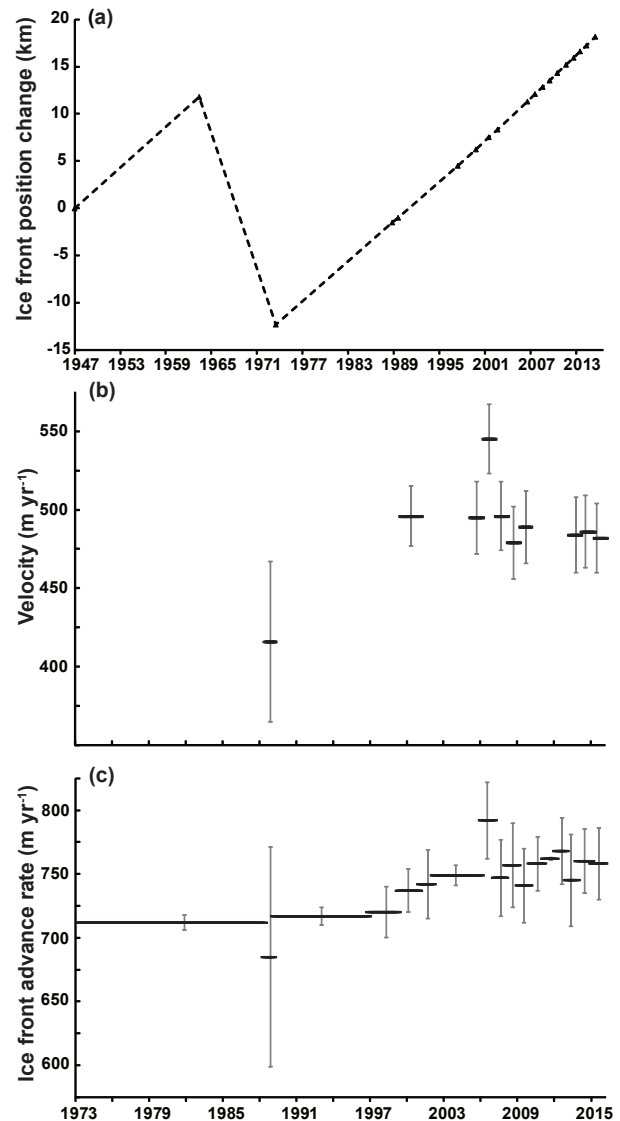 (a)
Ice front position change (km)
20
15
10
5
0
-5
-10
-15
1947 1953 1959 1965 1971 1977 1983 1989 1995 2001 2007 2013
(b)
Velocity (m yr⁻¹)
550
500
450
400
(c)
Ice front advance rate (m yr⁻¹)
800
750
700
650
600
1973 1979 1985 1991 1997 2003 2009 2015